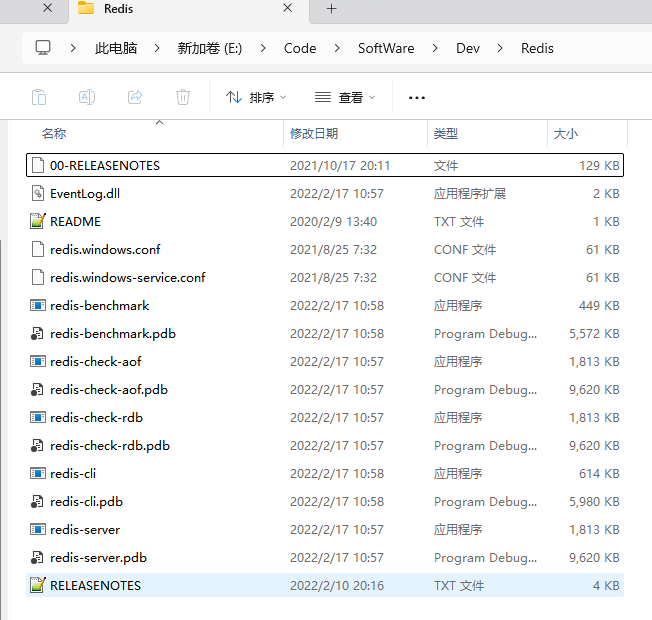 Redis
此电脑 新加卷 (E:) Code SoftWare Dev Redis
排序 查看
名称 修改日期 类型 大小
00-RELEASENOTES 2021/10/17 20:11 文件 129 KB
EventLog.dll 2022/2/17 10:57 应用程序扩展 2 KB
README 2020/2/9 13:40 TXT 文件 1 KB
redis.windows.conf 2021/8/25 7:32 CONF 文件 61 KB
redis.windows-service.conf 2021/8/25 7:32 CONF 文件 61 KB
redis-benchmark 2022/2/17 10:58 应用程序 449 KB
redis-benchmark.pdb 2022/2/17 10:58 Program Debug... 5,572 KB
redis-check-aof 2022/2/17 10:57 应用程序 1,813 KB
redis-check-aof.pdb 2022/2/17 10:57 Program Debug... 9,620 KB
redis-check-rdb 2022/2/17 10:57 应用程序 1,813 KB
redis-check-rdb.pdb 2022/2/17 10:57 Program Debug... 9,620 KB
redis-cli 2022/2/17 10:58 应用程序 614 KB
redis-cli.pdb 2022/2/17 10:58 Program Debug... 5,980 KB
redis-server 2022/2/17 10:57 应用程序 1,813 KB
redis-server.pdb 2022/2/17 10:57 Program Debug... 9,620 KB
RELEASENOTES 2022/2/10 20:16 TXT 文件 4 KB